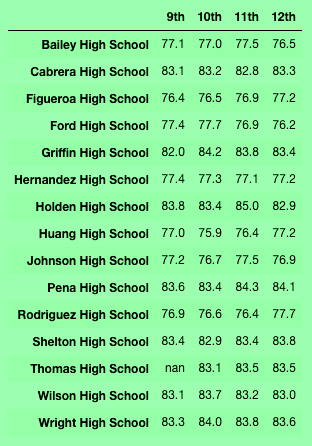 9th 10th 11th 12th
Bailey High School 77.1 77.0 77.5 76.5
Cabrera High School 83.1 83.2 82.8 83.3
Figueroa High School 76.4 76.5 76.9 77.2
Ford High School 77.4 77.7 76.9 76.2
Griffin High School 82.0 84.2 83.8 83.4
Hernandez High School 77.4 77.3 77.1 77.2
Holden High School 83.8 83.4 85.0 82.9
Huang High School 77.0 75.9 76.4 77.2
Johnson High School 77.2 76.7 77.5 76.9
Pena High School 83.6 83.4 84.3 84.1
Rodriguez High School 76.9 76.6 76.4 77.7
Shelton High School 83.4 82.9 83.4 83.8
Thomas High School nan 83.1 83.5 83.5
Wilson High School 83.1 83.7 83.2 83.0
Wright High School 83.3 84.0 83.8 83.6